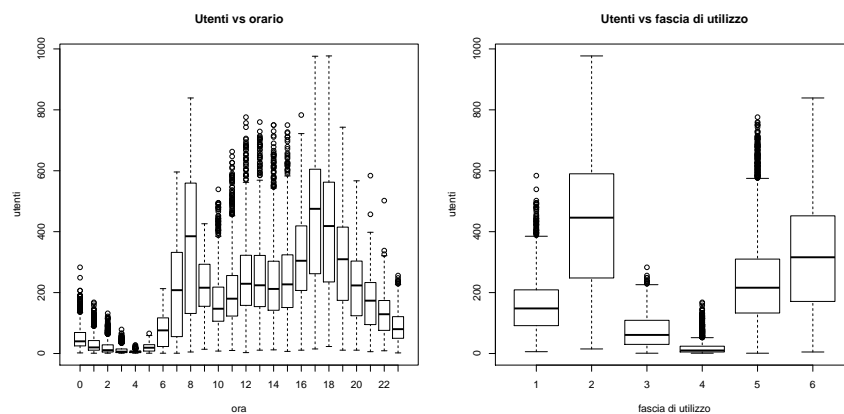 Utenti vs orario
utenti
0
200
400
600
800
1000
0 2 4 6 8 10 12 14 16 18 20 22
ora
Utenti vs fascia di utilizzo
utenti
0
200
400
600
800
1000
1 2 3 4 5 6
fascia di utilizzo